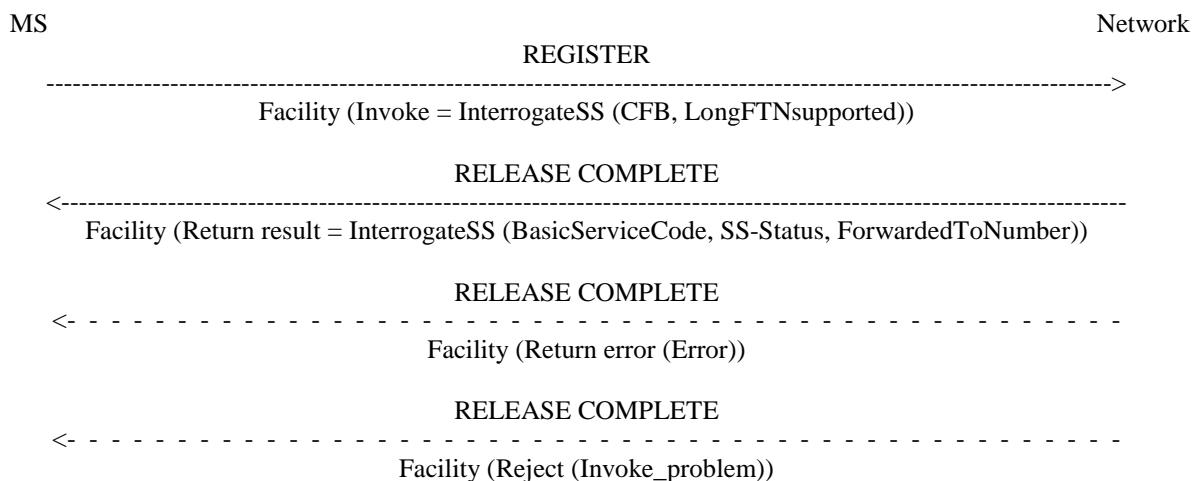 MS Network
REGISTER
Facility (Invoke = InterrogateSS (CFB, LongFTNsupported))
RELEASE COMPLETE
Facility (Return result = InterrogateSS (BasicServiceCode, SS-Status, ForwardedToNumber))
RELEASE COMPLETE
Facility (Return error (Error))
RELEASE COMPLETE
Facility (Reject (Invoke_problem))